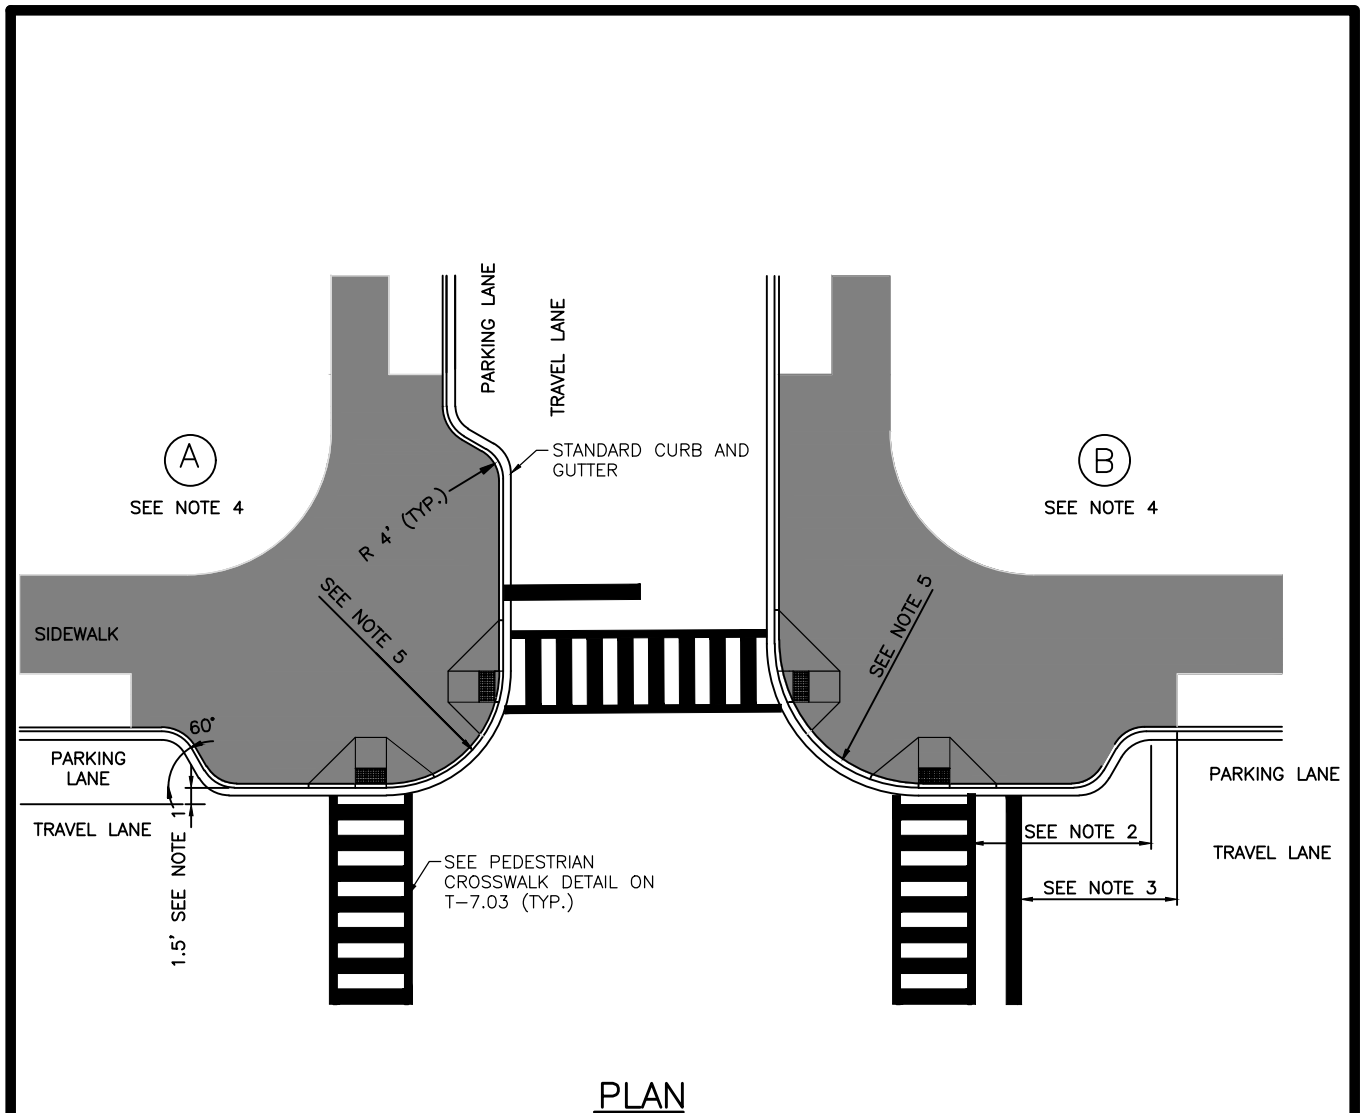 PARKING LANE
TRAVEL LANE
A
SEE NOTE 4
STANDARD CURB AND
GUTTER
B
SEE NOTE 4
R 4' (TYP.)
SEE NOTE 5
SEE NOTE 5
SIDEWALK
60°
PARKING
LANE
TRAVEL LANE
1.5' SEE NOTE 1
SEE PEDESTRIAN
CROSSWALK DETAIL ON
T-7.03 (TYP.)
PARKING LANE
SEE NOTE 2
TRAVEL LANE
SEE NOTE 3
PLAN